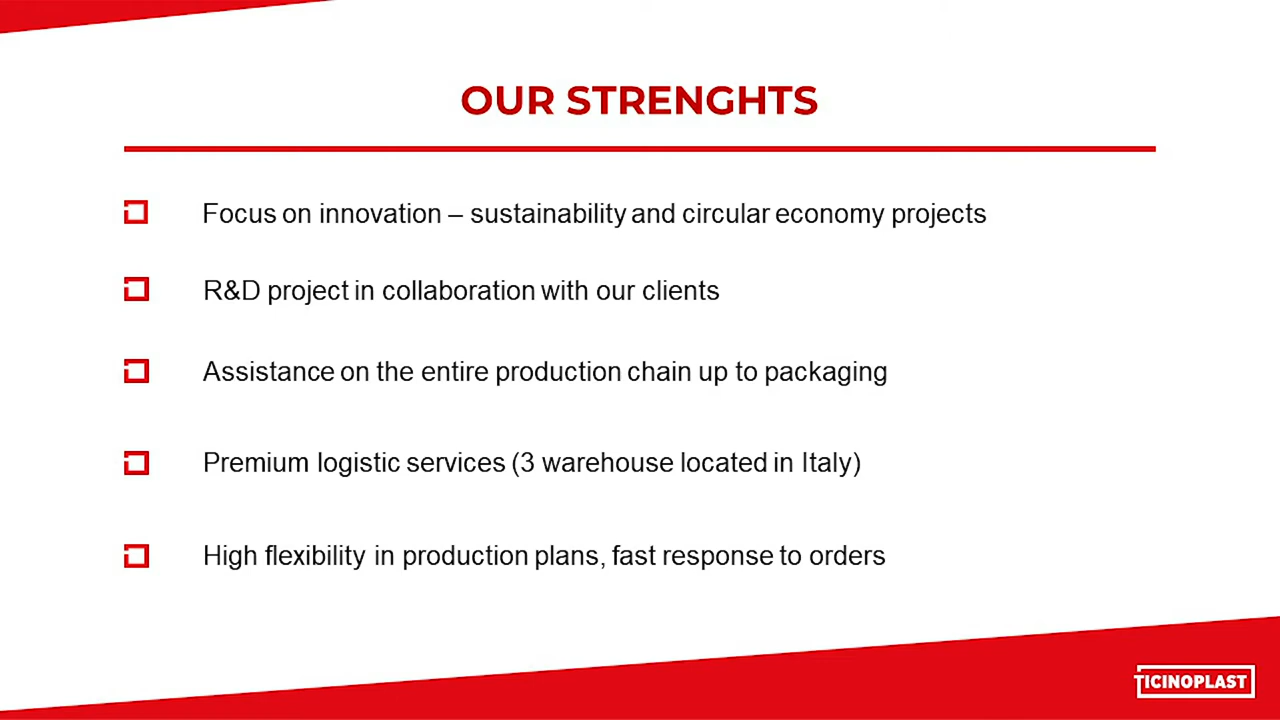 OUR STRENGHTS
Focus on innovation – sustainability and circular economy projects
R&D project in collaboration with our clients
Assistance on the entire production chain up to packaging
Premium logistic services (3 warehouse located in Italy)
High flexibility in production plans, fast response to orders
TICINOPLAST